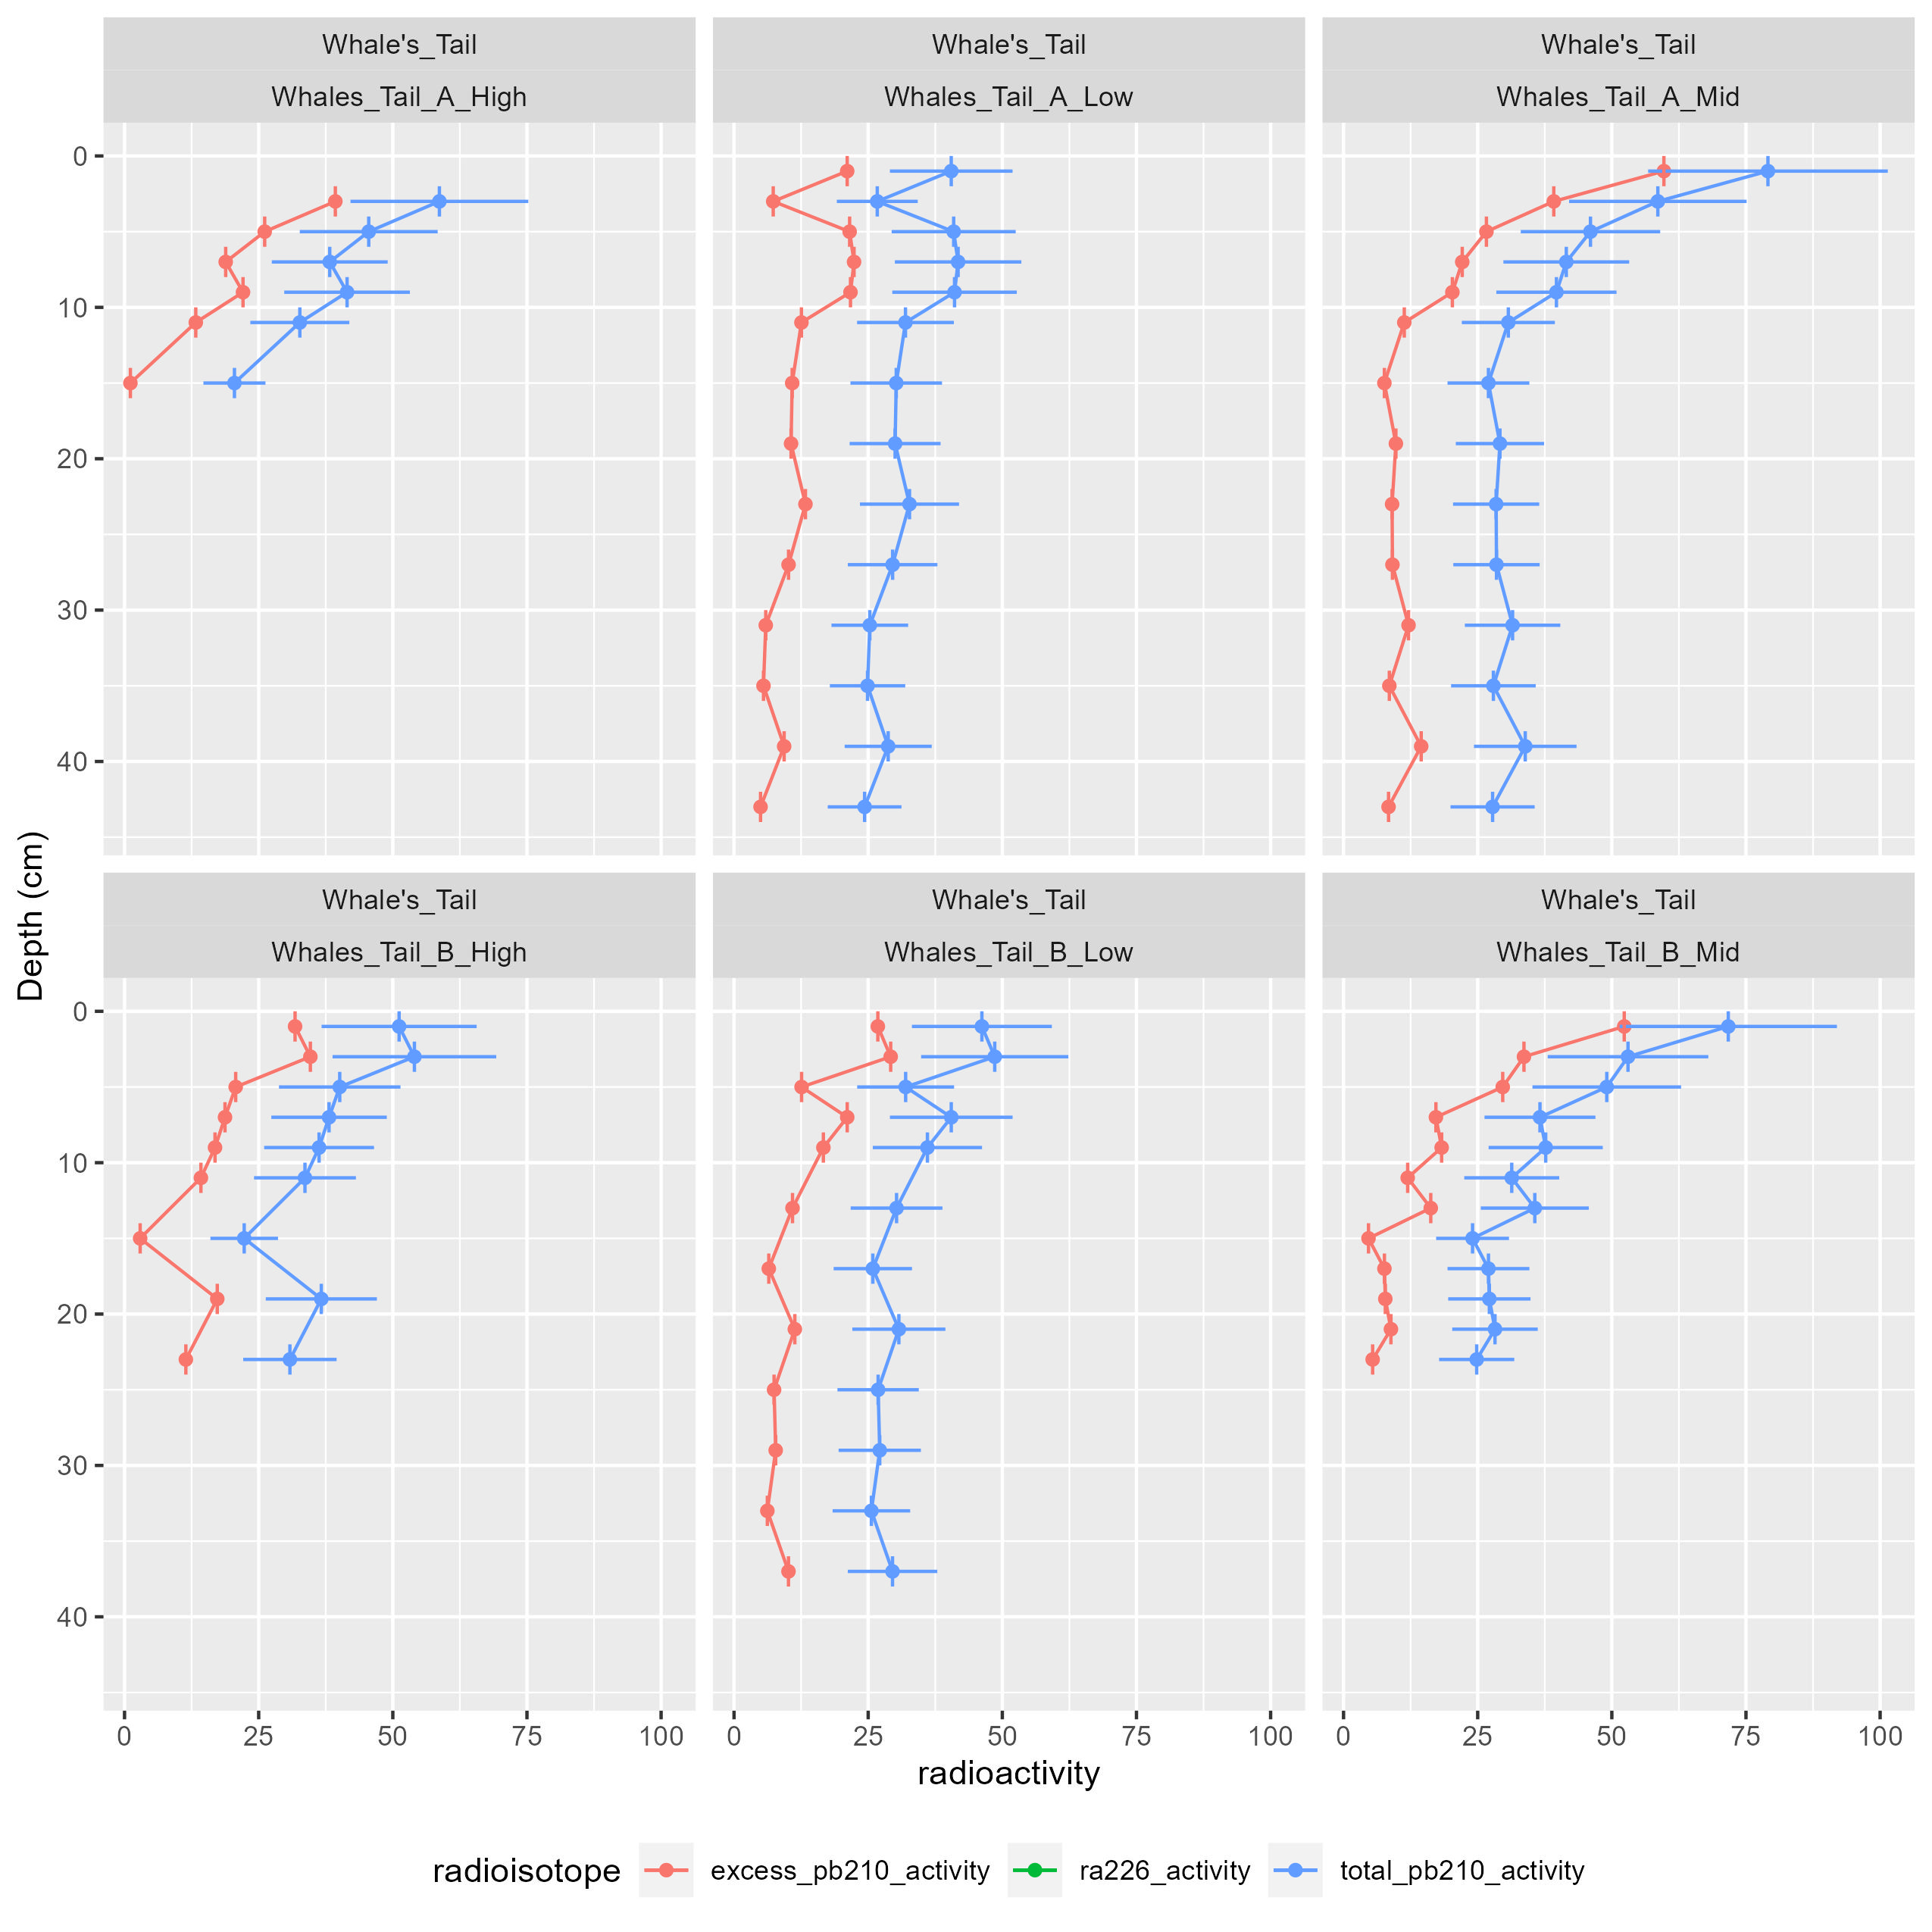 Whale's_Tail Whale's_Tail Whale's_Tail
Whales_Tail_A_High Whales_Tail_A_Low Whales_Tail_A_Mid
0
10
20
30
40
Depth (cm)
Whale's_Tail Whale's_Tail Whale's_Tail
Whales_Tail_B_High Whales_Tail_B_Low Whales_Tail_B_Mid
0
10
20
30
40
0 25 50 75 100 0 25 50 75 100 0 25 50 75 100
radioactivity
radioisotope excess_pb210_activity ra226_activity total_pb210_activity